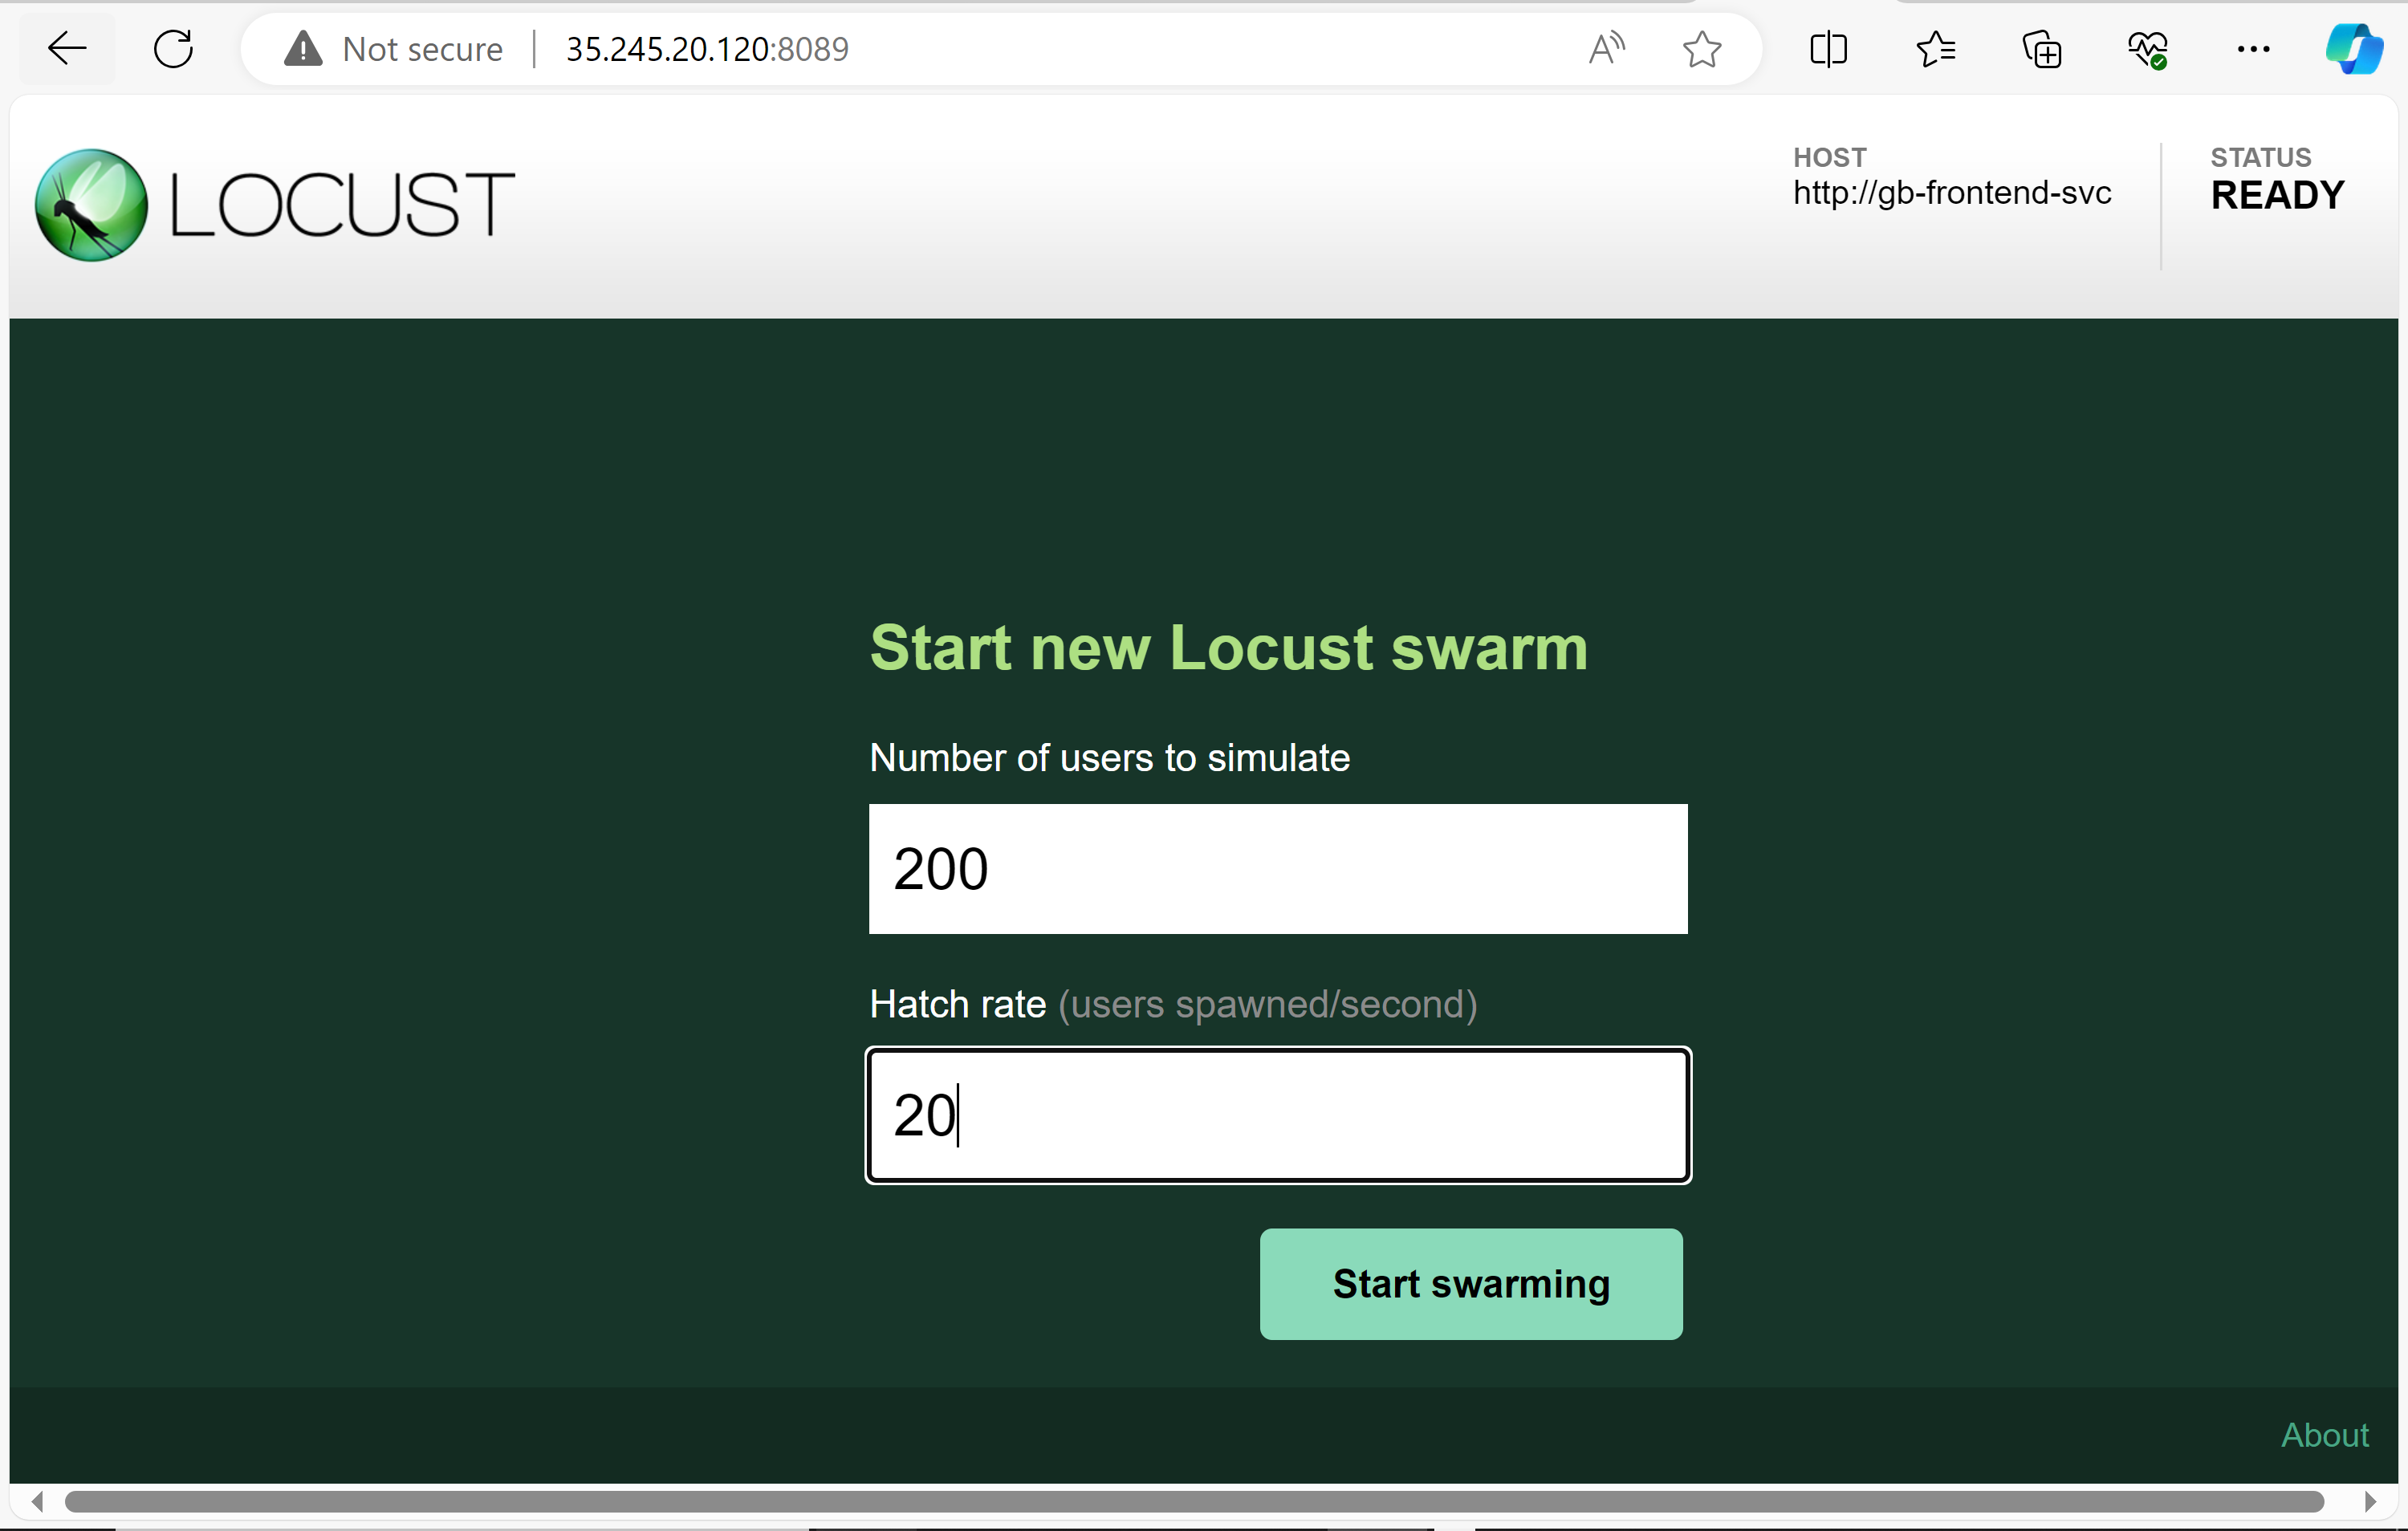 Not secure 35.245.20.120:8089
LOCUST
HOST
http://gb-frontend-svc
STATUS
READY
Start new Locust swarm
Number of users to simulate
200
Hatch rate (users spawned/second)
20
Start swarming
About